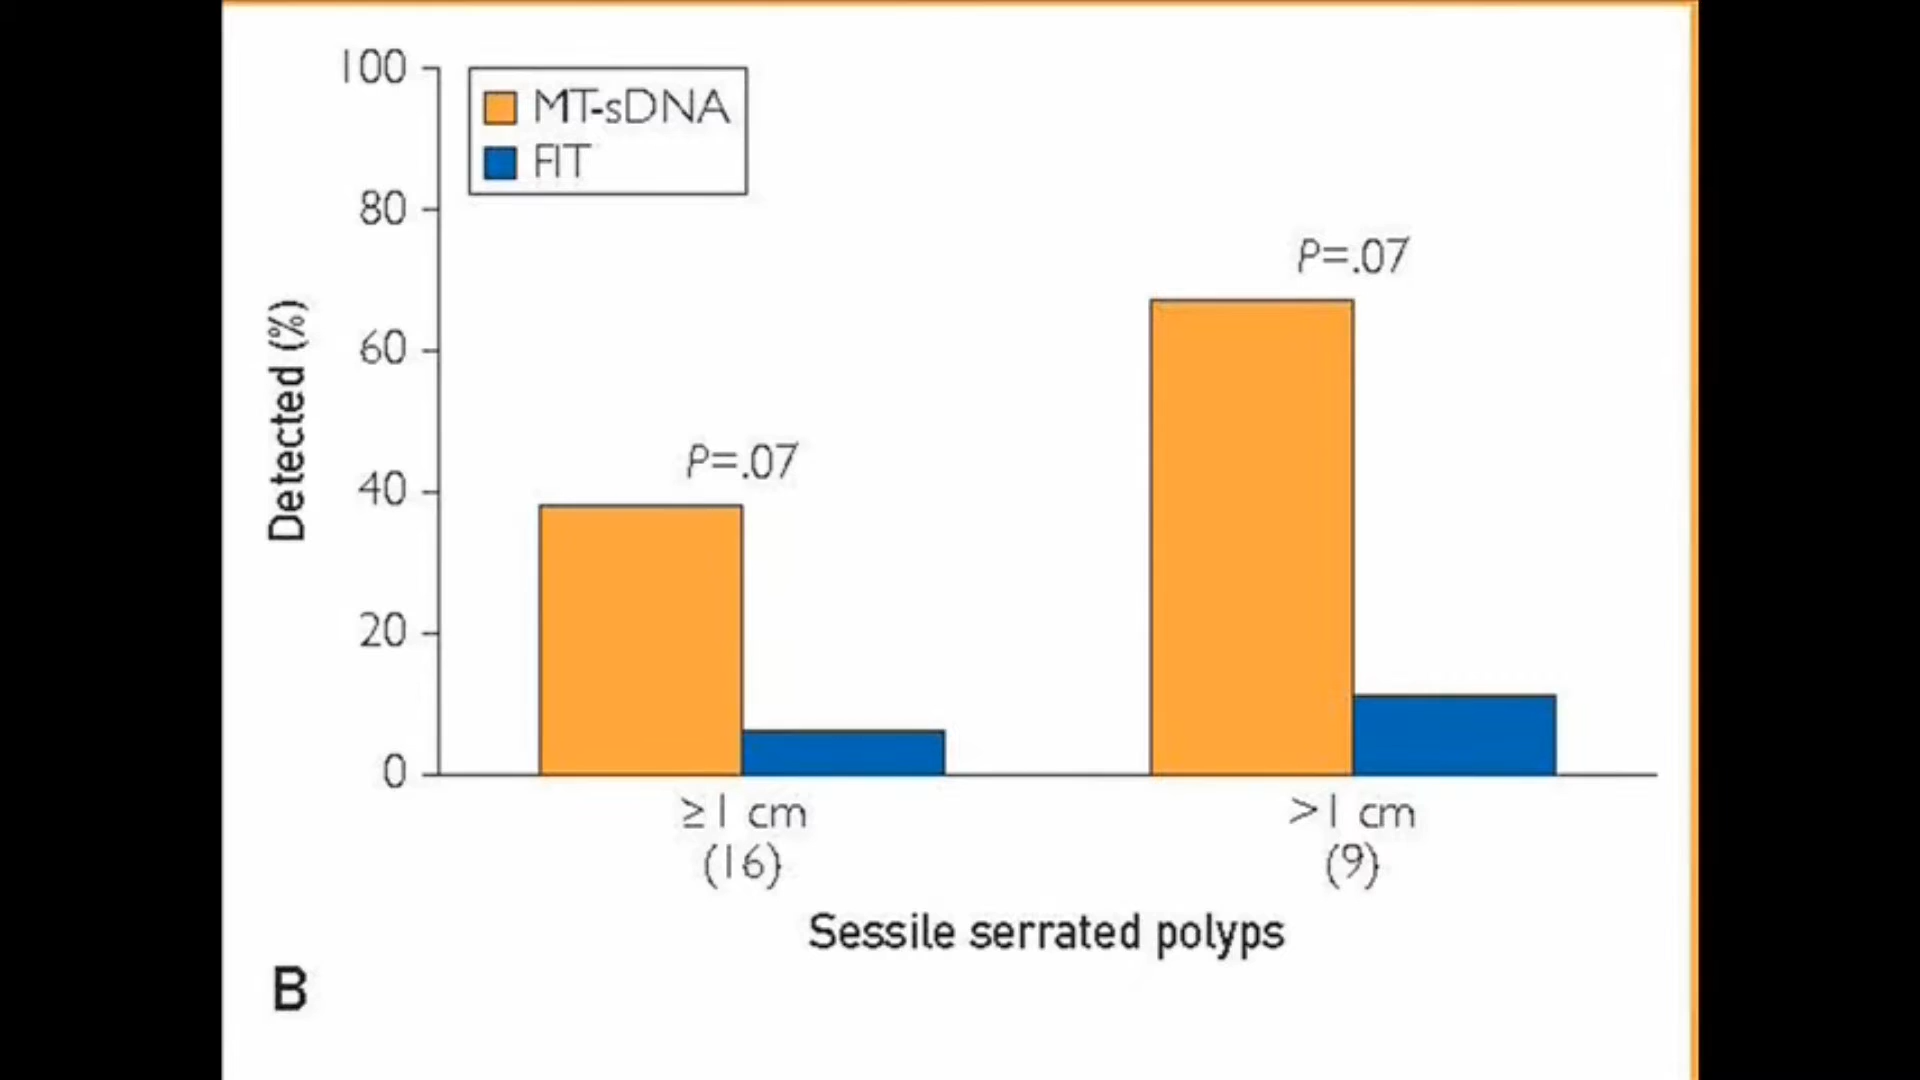 100
80
60
40
20
0
Detected (%)
MT-sDNA
FIT
P=.07
P=.07
≥1 cm
(16)
>1 cm
(9)
Sessile serrated polyps
B